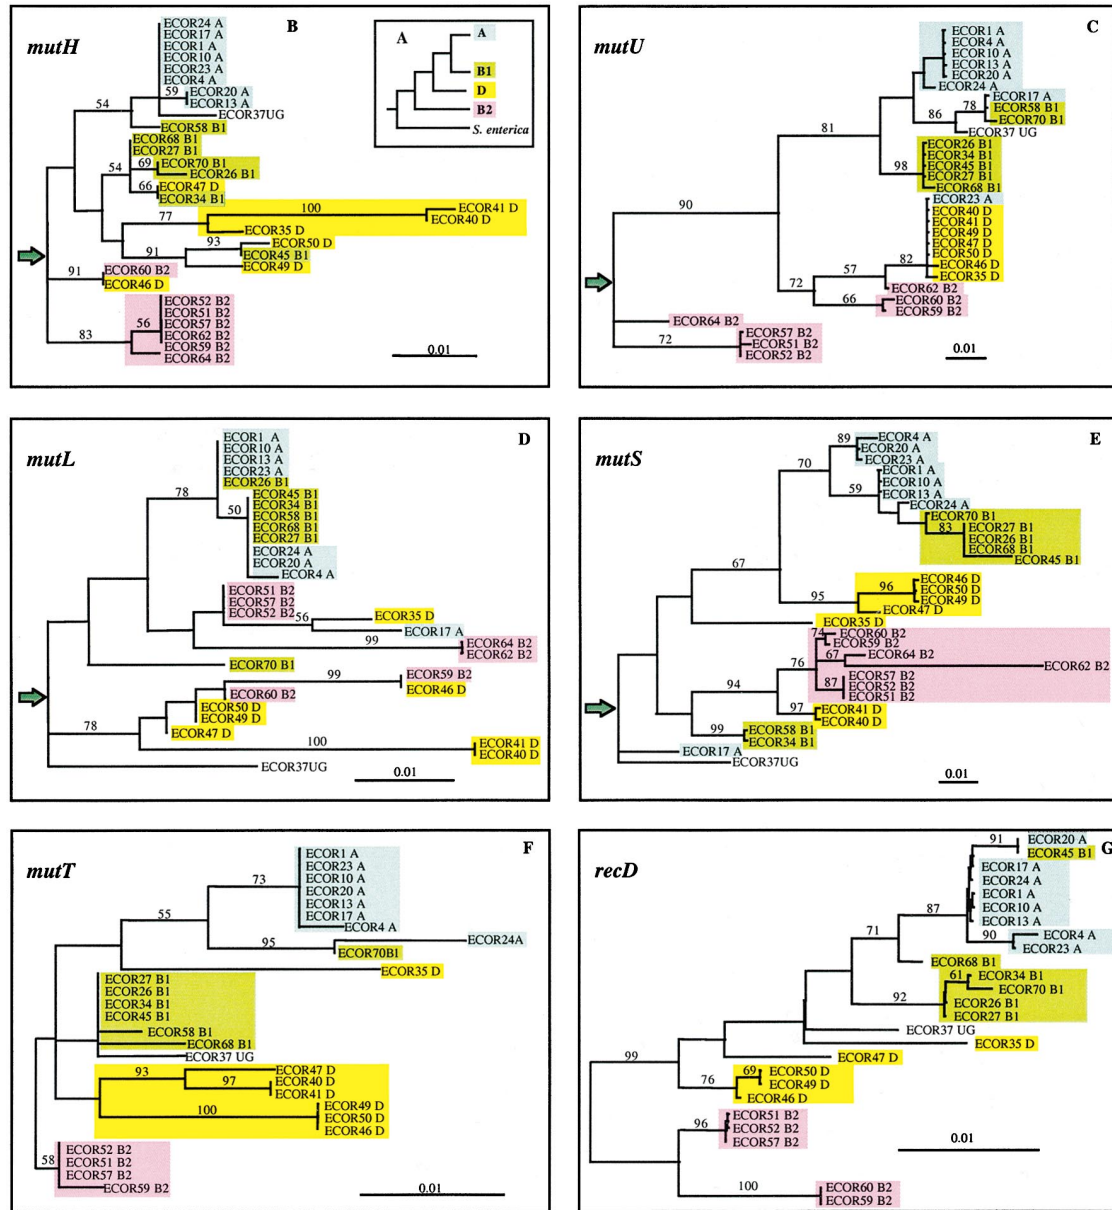 mutH
B
ECOR24 A
ECOR17 A
ECOR1 A
ECOR10 A
ECOR23 A
ECOR4 A
59
ECOR20 A
ECOR13 A
ECOR37UG
54
ECOR58 B1
ECOR68 B1
ECOR27 B1
54
69
ECOR70 B1
ECOR26 B1
66
ECOR47 D
ECOR34 B1
77
100
ECOR41 D
ECOR40 D
ECOR35 D
93
ECOR50 D
91
ECOR45 B1
ECOR49 D
91
ECOR60 B2
ECOR46 D
ECOR52 B2
ECOR51 B2
56
ECOR57 B2
83
ECOR62 B2
ECOR59 B2
ECOR64 B2
0.01
A
A
B1
D
B2
S. enterica
mutU
C
ECOR1 A
ECOR4 A
ECOR10 A
ECOR13 A
ECOR20 A
ECOR24 A
ECOR17 A
78
86
ECOR58 B1
ECOR70 B1
ECOR37 UG
81
ECOR26 B1
ECOR34 B1
98
ECOR45 B1
ECOR27 B1
ECOR68 B1
90
ECOR23 A
ECOR40 D
ECOR41 D
ECOR49 D
ECOR47 D
ECOR50 D
82
ECOR46 D
57
ECOR35 D
72
ECOR62 B2
66
ECOR60 B2
ECOR59 B2
ECOR64 B2
72
ECOR57 B2
ECOR51 B2
ECOR52 B2
0.01
mutL
D
ECOR1 A
ECOR10 A
ECOR13 A
ECOR23 A
ECOR26 B1
78
ECOR45 B1
ECOR34 B1
50
ECOR58 B1
ECOR68 B1
ECOR27 B1
ECOR24 A
ECOR20 A
ECOR4 A
ECOR51 B2
ECOR57 B2
ECOR52 B2
56
ECOR35 D
ECOR17 A
99
ECOR64 B2
ECOR62 B2
ECOR70 B1
99
ECOR59 B2
ECOR46 D
ECOR60 B2
ECOR50 D
ECOR49 D
78
ECOR47 D
100
ECOR41 D
ECOR40 D
ECOR37UG
0.01
mutS
E
89
ECOR4 A
ECOR20 A
ECOR23 A
70
ECOR1 A
ECOR10 A
59
ECOR13 A
ECOR24 A
ECOR70 B1
83
ECOR27 B1
ECOR26 B1
ECOR68 B1
ECOR45 B1
67
96
ECOR46 D
ECOR50 D
95
ECOR49 D
ECOR47 D
ECOR35 D
74
ECOR60 B2
ECOR59 B2
67
ECOR64 B2
76
ECOR62 B2
87
ECOR57 B2
ECOR52 B2
ECOR51 B2
94
97
ECOR41 D
ECOR40 D
99
ECOR58 B1
ECOR34 B1
ECOR17 A
ECOR37UG
0.01
mutT
F
ECOR1 A
ECOR23 A
ECOR10 A
73
ECOR20 A
ECOR13 A
ECOR17 A
ECOR4 A
55
95
ECOR24A
ECOR70B1
ECOR35 D
ECOR27 B1
ECOR26 B1
ECOR34 B1
ECOR45 B1
ECOR58 B1
ECOR68 B1
ECOR37 UG
93
ECOR47 D
97
ECOR40 D
ECOR41 D
100
ECOR49 D
ECOR50 D
ECOR46 D
ECOR52 B2
58
ECOR51 B2
ECOR57 B2
ECOR59 B2
0.01
recD
G
91
ECOR20 A
ECOR45 B1
ECOR17 A
ECOR24 A
ECOR1 A
87
ECOR10 A
ECOR13 A
90
ECOR4 A
ECOR23 A
71
ECOR68 B1
61
ECOR34 B1
ECOR70 B1
92
ECOR26 B1
ECOR27 B1
ECOR37 UG
ECOR35 D
99
ECOR47 D
69
ECOR50 D
76
ECOR49 D
ECOR46 D
96
ECOR51 B2
ECOR52 B2
ECOR57 B2
100
ECOR60 B2
ECOR59 B2
0.01